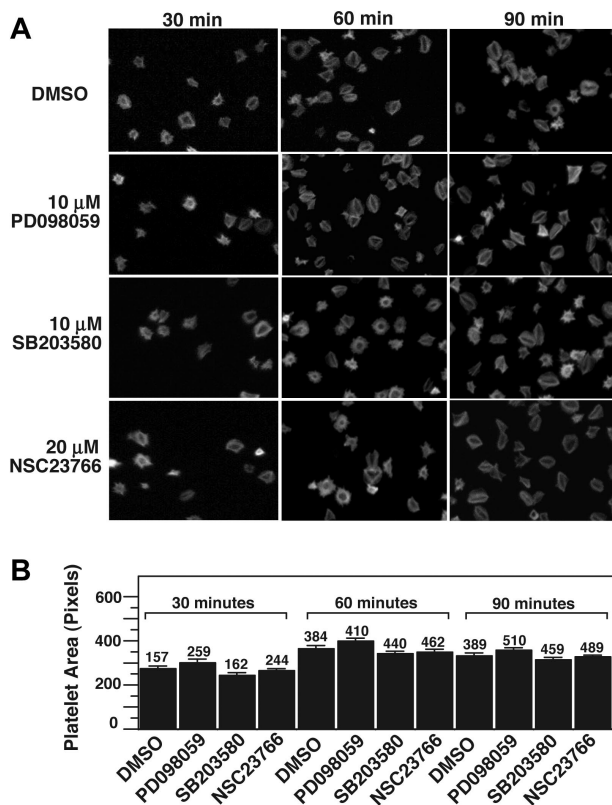 A
30 min
60 min
90 min
DMSO
10 μM
PD098059
10 μM
SB203580
20 μM
NSC23766
B
Platelet Area (Pixels)
600
400
200
0
30 minutes
60 minutes
90 minutes
157
259
162
244
384
410
440
462
389
510
459
489
DMSO
PD098059
SB203580
NSC23766
DMSO
PD098059
SB203580
NSC23766
DMSO
PD098059
SB203580
NSC23766